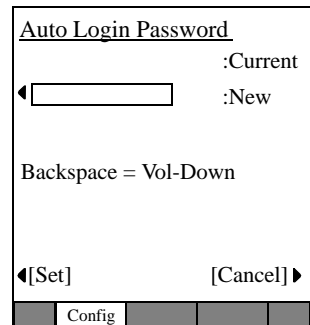 Auto Login Password
:Current
:New
Backspace = Vol-Down
[Set] [Cancel]
Config